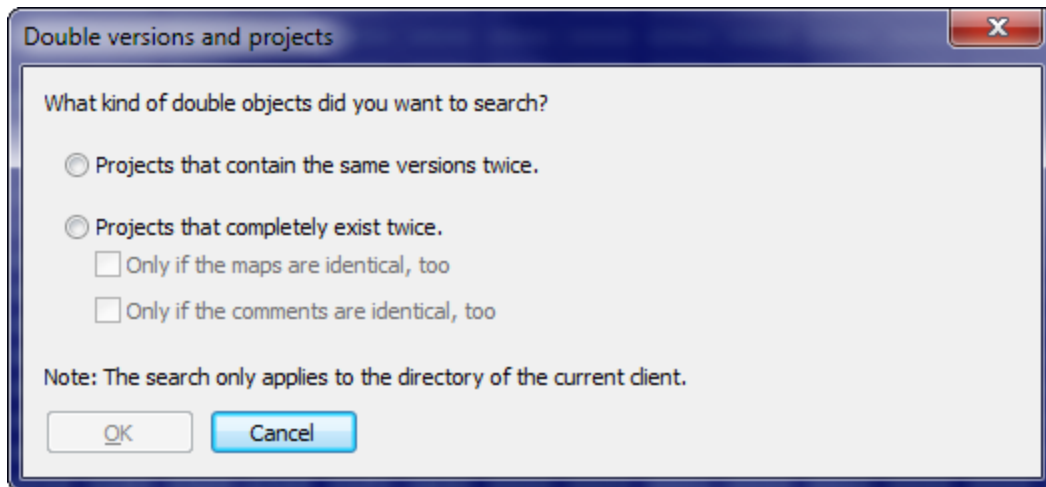 Double versions and projects
What kind of double objects did you want to search?
Projects that contain the same versions twice.
Projects that completely exist twice.
Only if the maps are identical, too
Only if the comments are identical, too
Note: The search only applies to the directory of the current client.
OK Cancel